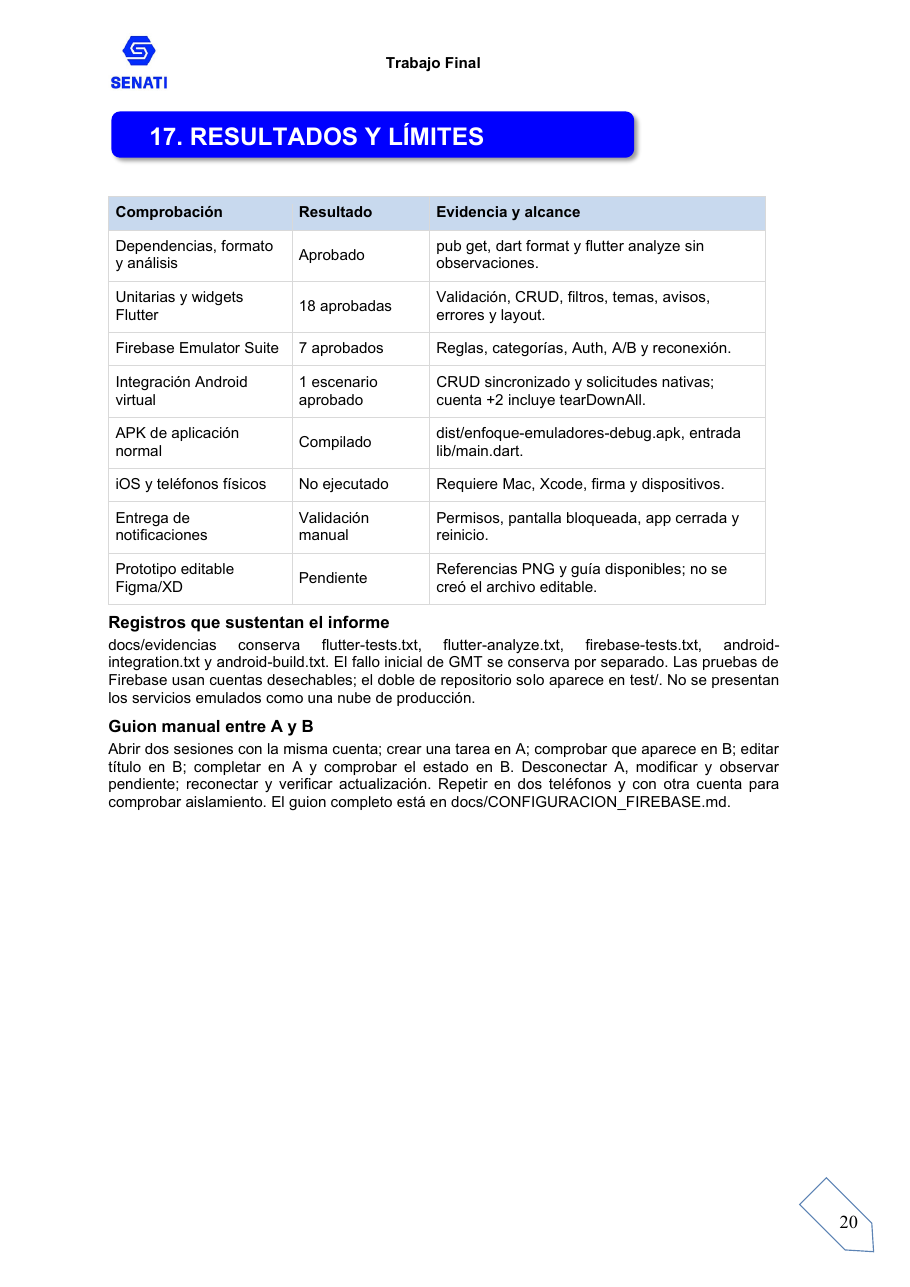 SENATI
Trabajo Final
17. RESULTADOS Y LÍMITES
Comprobación Resultado Evidencia y alcance
Dependencias, formato
y análisis
Aprobado
pub get, dart format y flutter analyze sin
observaciones.
Unitarias y widgets
Flutter
18 aprobadas
Validación, CRUD, filtros, temas, avisos,
errores y layout.
Firebase Emulator Suite 7 aprobados Reglas, categorías, Auth, A/B y reconexión.
Integración Android
virtual
1 escenario
aprobado
CRUD sincronizado y solicitudes nativas;
cuenta +2 incluye tearDownAll.
APK de aplicación
normal
Compilado
dist/enfoque-emuladores-debug.apk, entrada
lib/main.dart.
iOS y teléfonos físicos No ejecutado Requiere Mac, Xcode, firma y dispositivos.
Entrega de
notificaciones
Validación
manual
Permisos, pantalla bloqueada, app cerrada y
reinicio.
Prototipo editable
Figma/XD
Pendiente
Referencias PNG y guía disponibles; no se
creó el archivo editable.
Registros que sustentan el informe
docs/evidencias conserva flutter-tests.txt, flutter-analyze.txt, firebase-tests.txt, android-
integration.txt y android-build.txt. El fallo inicial de GMT se conserva por separado. Las pruebas de
Firebase usan cuentas desechables; el doble de repositorio solo aparece en test/. No se presentan
los servicios emulados como una nube de producción.
Guion manual entre A y B
Abrir dos sesiones con la misma cuenta; crear una tarea en A; comprobar que aparece en B; editar
título en B; completar en A y comprobar el estado en B. Desconectar A, modificar y observar
pendiente; reconectar y verificar actualización. Repetir en dos teléfonos y con otra cuenta para
comprobar aislamiento. El guion completo está en docs/CONFIGURACION_FIREBASE.md.
20